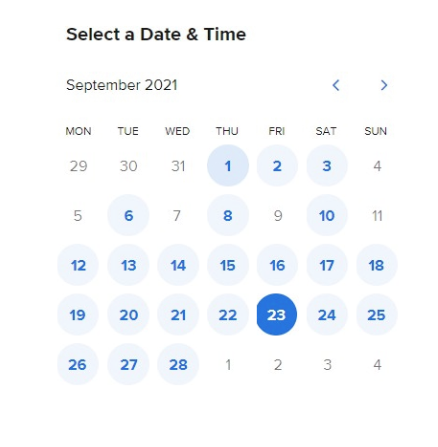 Select a Date & Time
September 2021
MON TUE WED THU FRI SAT SUN
29 30 31 1 2 3 4
5 6 7 8 9 10 11
12 13 14 15 16 17 18
19 20 21 22 23 24 25
26 27 28 1 2 3 4